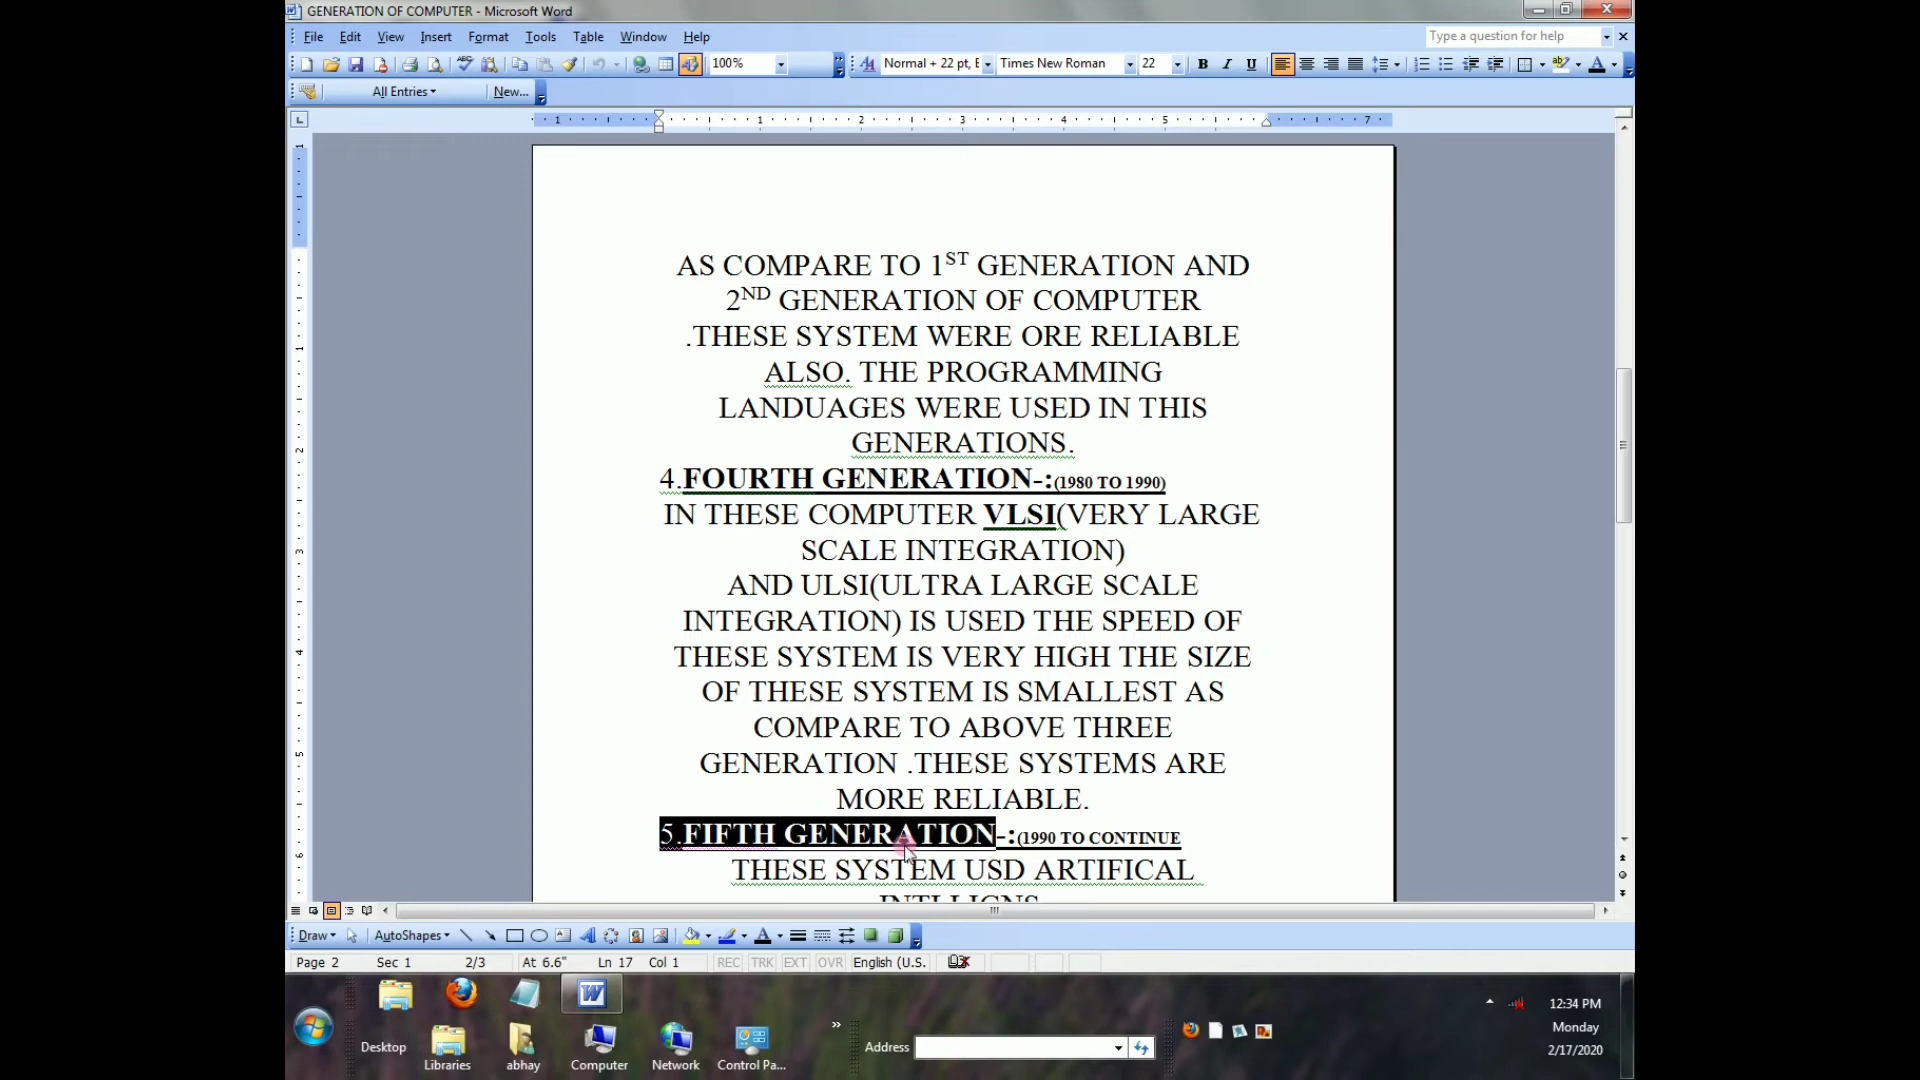 GENERATION OF COMPUTER - Microsoft Word
File Edit View Insert Format Tools Table Window Help
Type a question for help
100%
Normal + 22 pt, E
Times New Roman
22
B I U
All Entries
New...
1 1 2 3 4 5 7
AS COMPARE TO 1ST GENERATION AND
2ND GENERATION OF COMPUTER
.THESE SYSTEM WERE ORE RELIABLE
ALSO. THE PROGRAMMING
LANDUAGES WERE USED IN THIS
GENERATIONS.
4.FOURTH GENERATION-:(1980 TO 1990)
IN THESE COMPUTER VLSI(VERY LARGE
SCALE INTEGRATION)
AND ULSI(ULTRA LARGE SCALE
INTEGRATION) IS USED THE SPEED OF
THESE SYSTEM IS VERY HIGH THE SIZE
OF THESE SYSTEM IS SMALLEST AS
COMPARE TO ABOVE THREE
GENERATION .THESE SYSTEMS ARE
MORE RELIABLE.
5.FIFTH GENERATION-:(1990 TO CONTINUE
THESE SYSTEM USD ARTIFICAL
Draw AutoShapes
Page 2 Sec 1 2/3 At 6.6" Ln 17 Col 1 REC TRK EXT OVR English (U.S.
12:34 PM
Monday
2/17/2020
Desktop
Libraries
abhay
Computer
Network
Control Pa...
Address